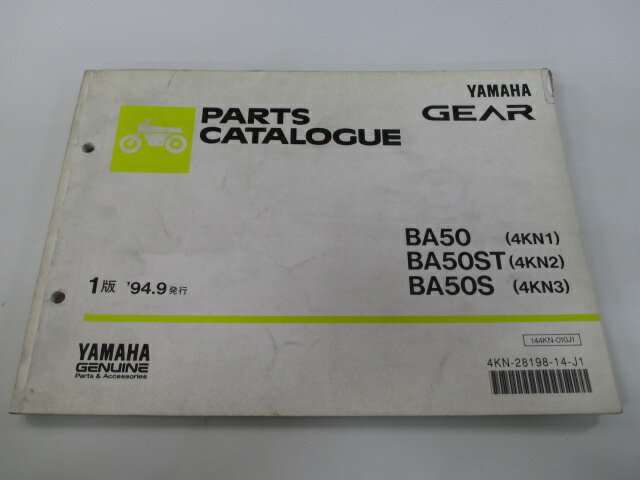 YAMAHA
GEAR
PARTS
CATALOGUE
BA50 (4KN1)
BA50ST (4KN2)
BA50S (4KN3)
1版 '94.9発行
144KN-010J1
4KN-28198-14-J1
YAMAHA
GENUINE
Parts & Accessories